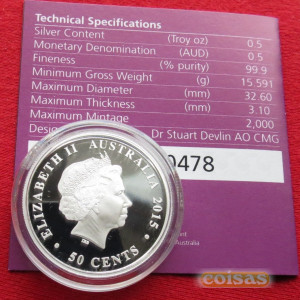 Technical Specifications
Silver Content (Troy oz) 0.5
Monetary Denomination (AUD) 0.5
Fineness (% purity) 99.9
Minimum Gross Weight (g) 15.591
Maximum Diameter (mm) 32.60
Maximum Thickness (mm) 3.10
Maximum Mintage 2,000
Dr Stuart Devlin AO CMG
0478
ELIZABETH II AUSTRALIA 2015
50 CENTS
Australia
coisas